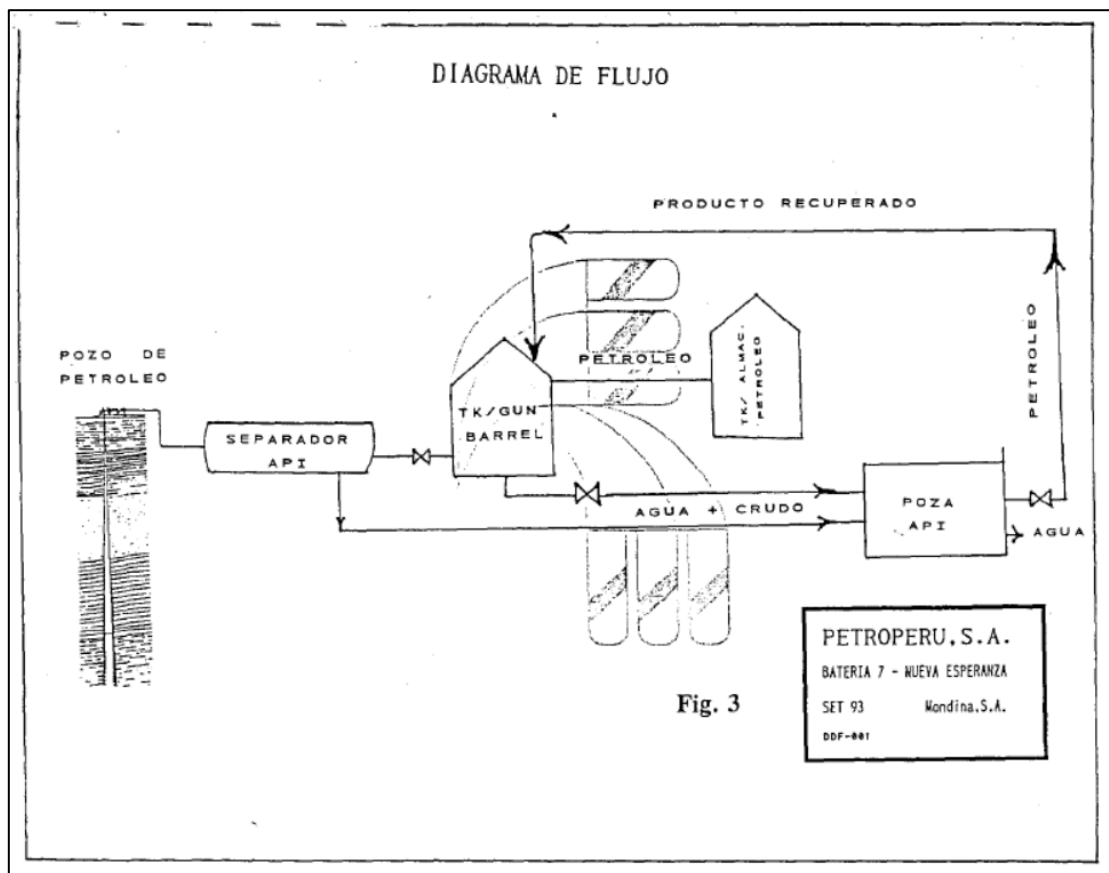 DIAGRAMA DE FLUJO
PRODUCTO RECUPERADO
POZO DE
PETROLEO
SEPARADOR
API
TK/GUN
BARREL
PETROLEO
TK/ ALMAC.
PETROLEO
PETROLEO
AGUA + CRUDO
POZA
API
AGUA
Fig. 3
PETROPERU, S.A.
BATERIA 7 - NUEVA ESPERANZA
SET 93 Mondina, S.A.
DDF-001